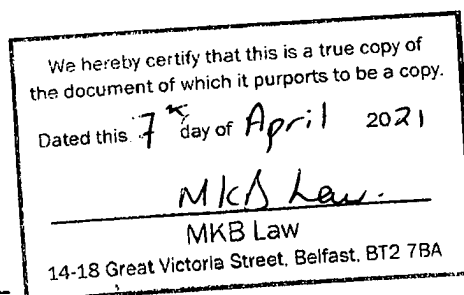 We hereby certify that this is a true copy of
the document of which it purports to be a copy.
Dated this 7th day of April 2021
MKB Law.
MKB Law
14-18 Great Victoria Street, Belfast, BT2 7BA